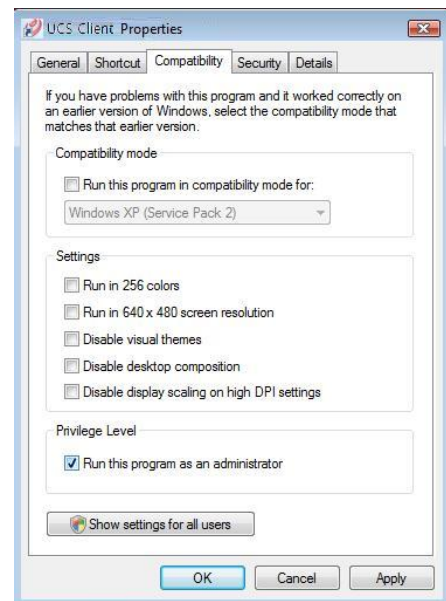 UCS Client Properties
General Shortcut Compatibility Security Details
If you have problems with this program and it worked correctly on
an earlier version of Windows, select the compatibility mode that
matches that earlier version.
Compatibility mode
Run this program in compatibility mode for:
Windows XP (Service Pack 2)
Settings
Run in 256 colors
Run in 640 x 480 screen resolution
Disable visual themes
Disable desktop composition
Disable display scaling on high DPI settings
Privilege Level
Run this program as an administrator
Show settings for all users
OK Cancel Apply